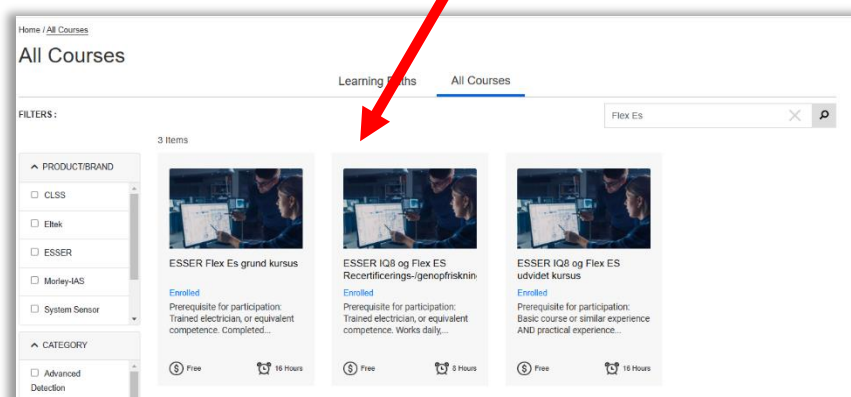 Home / All Courses
All Courses
Learning Paths All Courses
FILTERS :
Flex Es
3 Items
PRODUCT/BRAND
CLSS
Eltek
ESSER
Morley-IAS
System Sensor
CATEGORY
Advanced
Detection
ESSER Flex Es grund kursus
Enrolled
Prerequisite for participation:
Trained electrician, or equivalent
competence. Completed...
Free 16 Hours
ESSER IQ8 og Flex ES
Recertificerings-/genopfriskning
Enrolled
Prerequisite for participation:
Trained electrician, or equivalent
competence. Works daily,...
Free 8 Hours
ESSER IQ8 og Flex ES
udvidet kursus
Enrolled
Prerequisite for participation:
Basic course or similar experience
AND practical experience...
Free 16 Hours